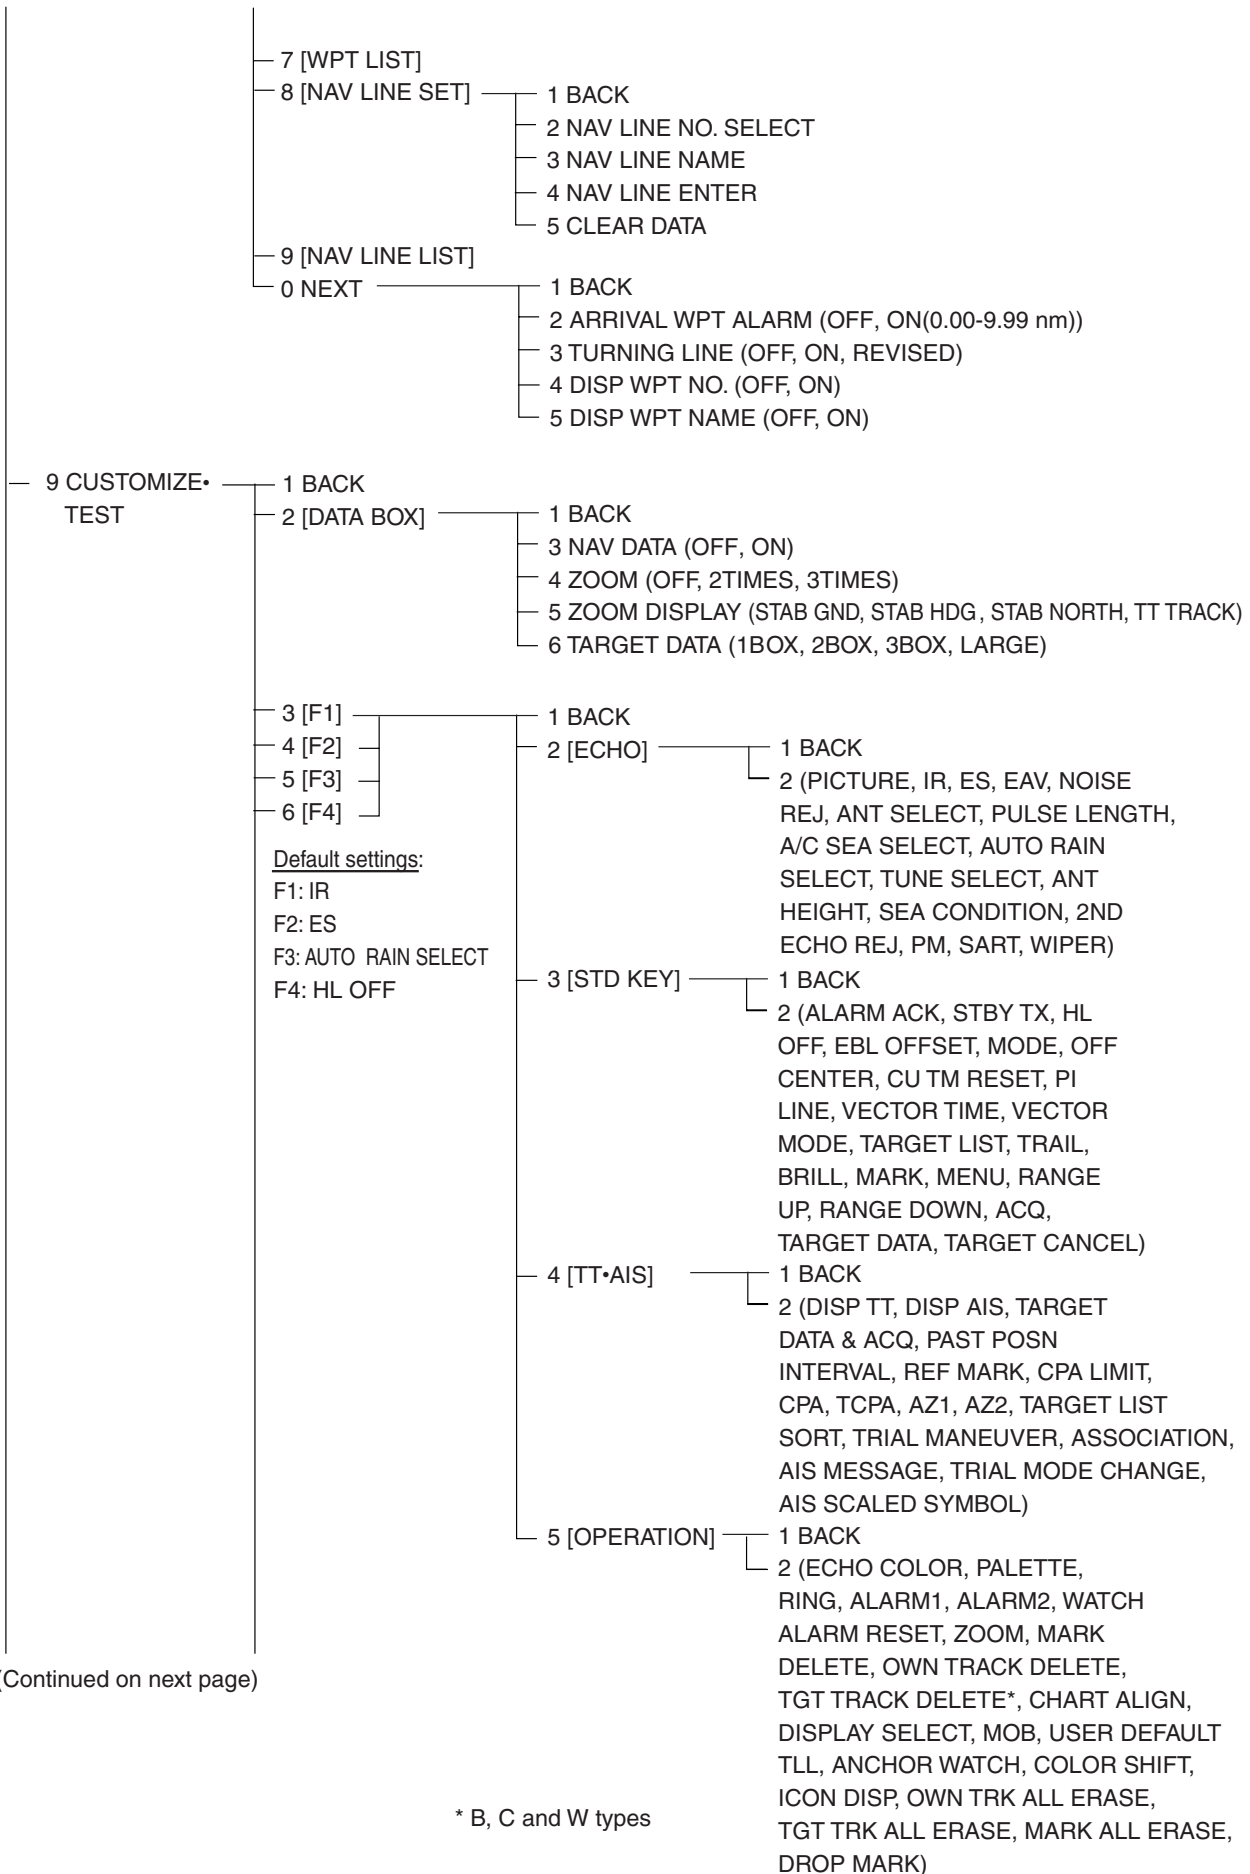 7 [WPT LIST]
8 [NAV LINE SET]
1 BACK
2 NAV LINE NO. SELECT
3 NAV LINE NAME
4 NAV LINE ENTER
5 CLEAR DATA
9 [NAV LINE LIST]
0 NEXT
1 BACK
2 ARRIVAL WPT ALARM (OFF, ON(0.00-9.99 nm))
3 TURNING LINE (OFF, ON, REVISED)
4 DISP WPT NO. (OFF, ON)
5 DISP WPT NAME (OFF, ON)
9 CUSTOMIZE•
TEST
1 BACK
2 [DATA BOX]
1 BACK
3 NAV DATA (OFF, ON)
4 ZOOM (OFF, 2TIMES, 3TIMES)
5 ZOOM DISPLAY (STAB GND, STAB HDG, STAB NORTH, TT TRACK)
6 TARGET DATA (1BOX, 2BOX, 3BOX, LARGE)
3 [F1]
4 [F2]
5 [F3]
6 [F4]
Default settings:
F1: IR
F2: ES
F3: AUTO RAIN SELECT
F4: HL OFF
1 BACK
2 [ECHO]
1 BACK
2 (PICTURE, IR, ES, EAV, NOISE
REJ, ANT SELECT, PULSE LENGTH,
A/C SEA SELECT, AUTO RAIN
SELECT, TUNE SELECT, ANT
HEIGHT, SEA CONDITION, 2ND
ECHO REJ, PM, SART, WIPER)
3 [STD KEY]
1 BACK
2 (ALARM ACK, STBY TX, HL
OFF, EBL OFFSET, MODE, OFF
CENTER, CU TM RESET, PI
LINE, VECTOR TIME, VECTOR
MODE, TARGET LIST, TRAIL,
BRILL, MARK, MENU, RANGE
UP, RANGE DOWN, ACQ,
TARGET DATA, TARGET CANCEL)
4 [TT•AIS]
1 BACK
2 (DISP TT, DISP AIS, TARGET
DATA & ACQ, PAST POSN
INTERVAL, REF MARK, CPA LIMIT,
CPA, TCPA, AZ1, AZ2, TARGET LIST
SORT, TRIAL MANEUVER, ASSOCIATION,
AIS MESSAGE, TRIAL MODE CHANGE,
AIS SCALED SYMBOL)
5 [OPERATION]
1 BACK
2 (ECHO COLOR, PALETTE,
RING, ALARM1, ALARM2, WATCH
ALARM RESET, ZOOM, MARK
DELETE, OWN TRACK DELETE,
TGT TRACK DELETE*, CHART ALIGN,
DISPLAY SELECT, MOB, USER DEFAULT
TLL, ANCHOR WATCH, COLOR SHIFT,
ICON DISP, OWN TRK ALL ERASE,
TGT TRK ALL ERASE, MARK ALL ERASE,
DROP MARK)
(Continued on next page)
* B, C and W types